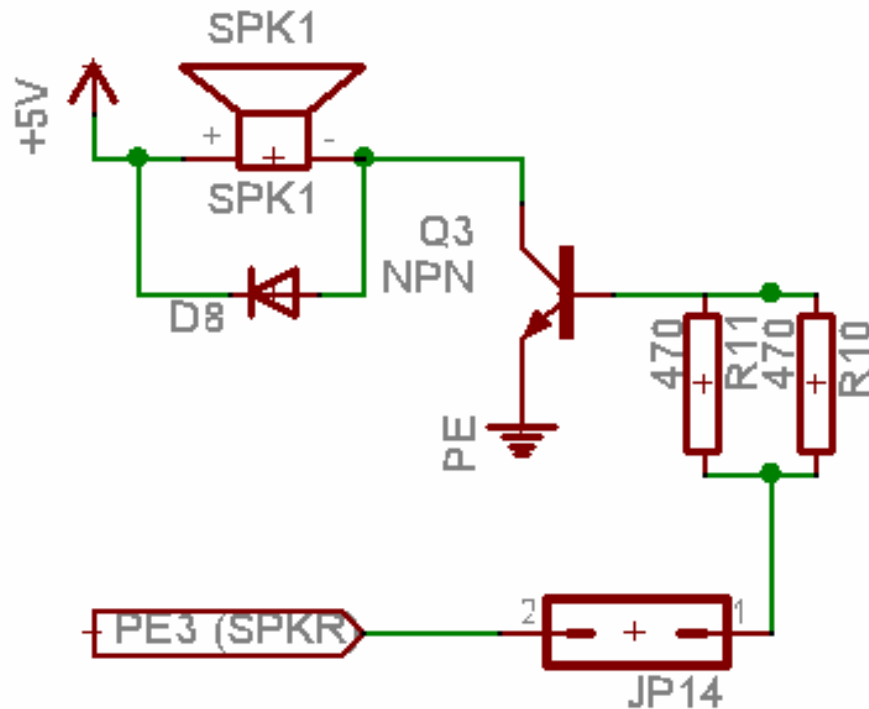 SPK1
+5V
+ -
SPK1
Q3
NPN
D8
470
R11
470
R10
PE
PE3 (SPKR)
2
1
JP14